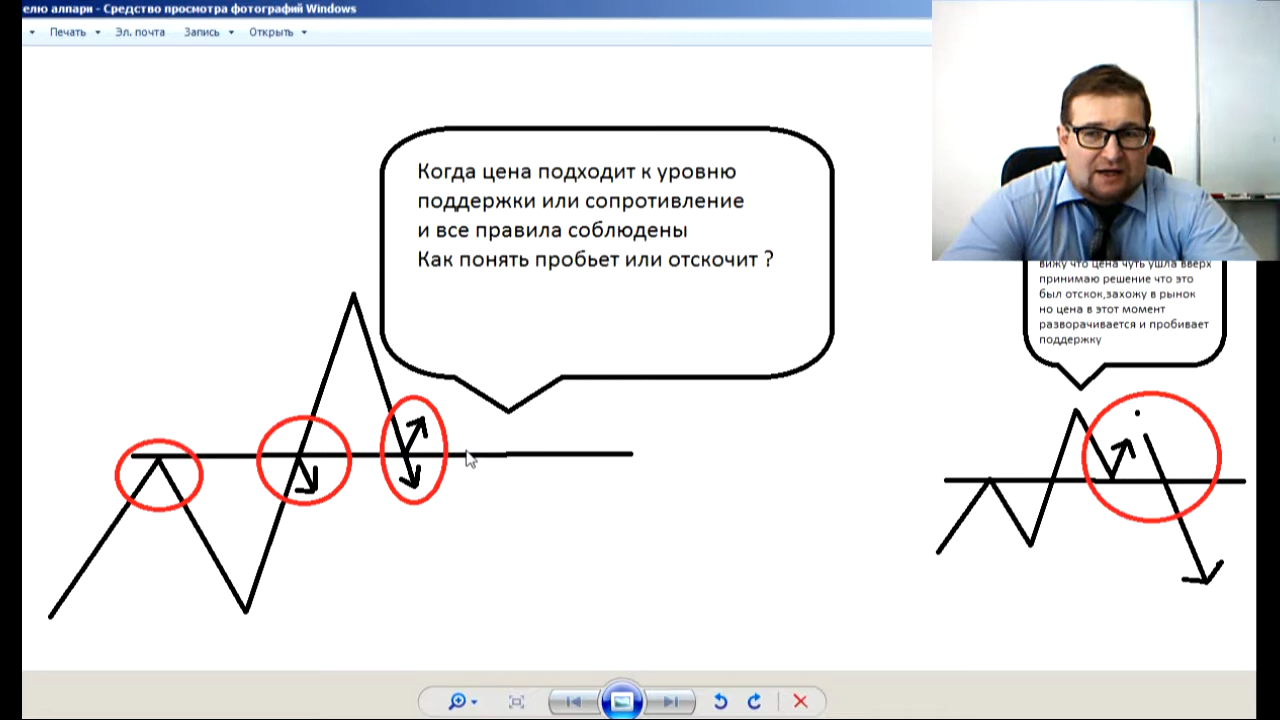 елю алпари - Средство просмотра фотографий Windows
Печать Эл. почта Запись Открыть
Когда цена подходит к уровню
поддержки или сопротивление
и все правила соблюдены
Как понять пробьет или отскочит ?
вижу что цена чуть ушла вверх
принимаю решение что это
был отскок,захожу в рынок
но цена в этот момент
разворачивается и пробивает
поддержку